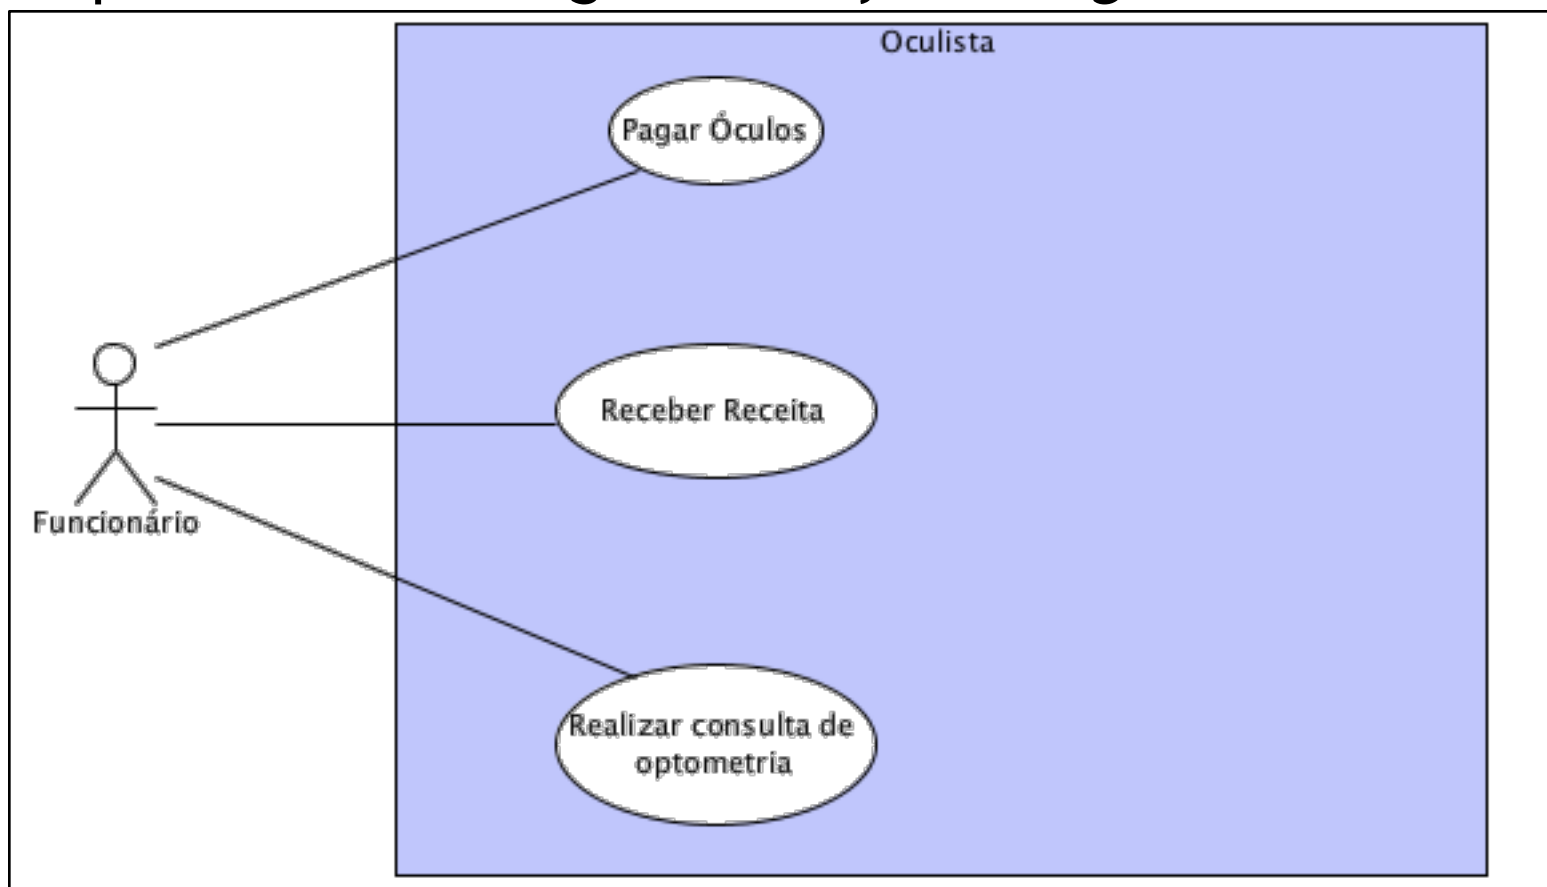 Oculista
Pagar Óculos
Receber Receita
Funcionário
Realizar consulta de
optometria